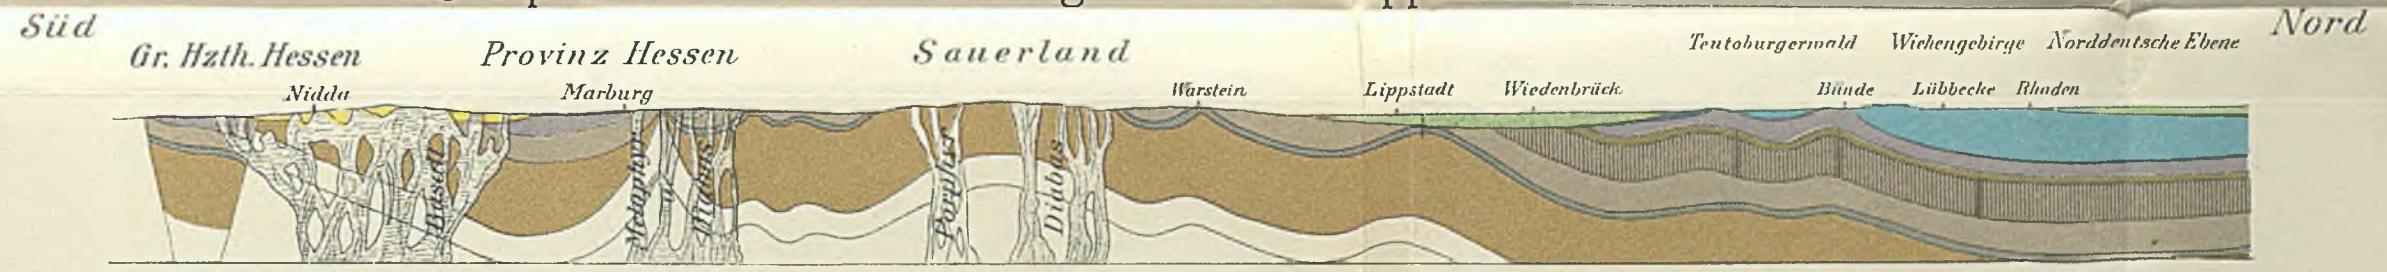 Süd
Nord
Gr. Hzth. Hessen
Provinz Hessen
Sauerland
Teutoburgerwald
Wiehengebirge
Norddeutsche Ebene
Nidda
Marburg
Warstein
Lippstadt
Wiedenbrück
Bünde
Lübbecke
Rhaden
Basalt
Melaphyr
u.
Diabas
Porphyr
Diabas